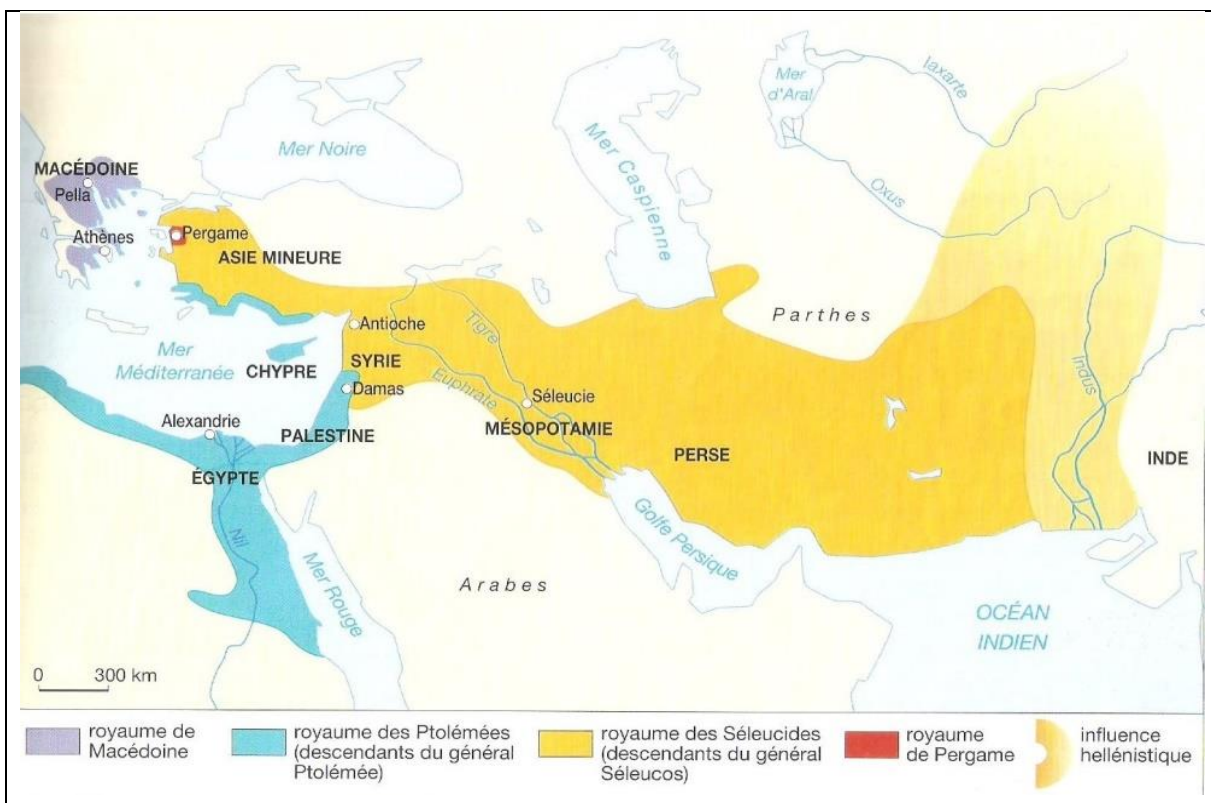 Mer
d'Aral
Iaxarte
Mer Noire
Mer Caspienne
Oxus
MACÉDOINE
Pella
Athènes
Pergame
ASIE MINEURE
Parthes
Antioche
Tigre
Mer
Méditerranée
CHYPRE
SYRIE
Euphrate
Damas
Séleucie
Indus
Alexandrie
PALESTINE
MÉSOPOTAMIE
PERSE
INDE
ÉGYPTE
Nil
Golfe Persique
Mer Rouge
Arabes
OCÉAN
INDIEN
0 300 km
royaume de
Macédoine
royaume des Ptolémées
(descendants du général
Ptolémée)
royaume des Séleucides
(descendants du général
Séleucos)
royaume
de Pergame
influence
hellénistique